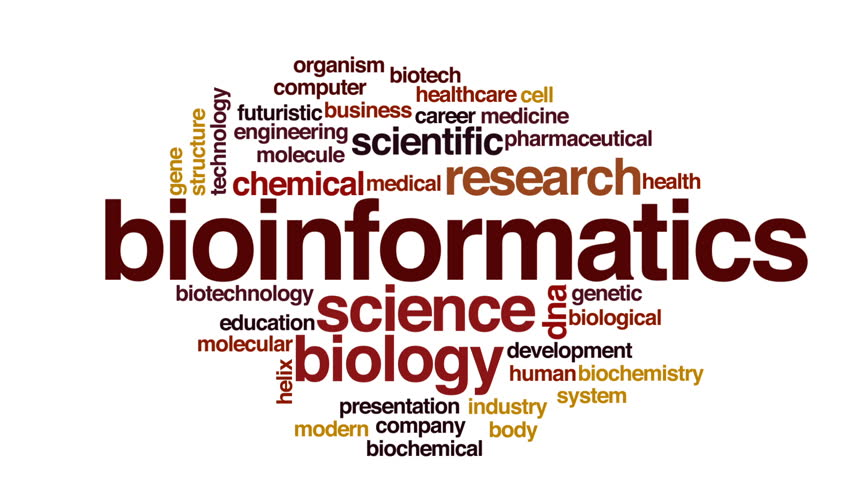 organism
biotech
computer
healthcare cell
futuristic business career medicine
engineering scientific pharmaceutical
molecule
gene
structure
technology
chemical medical research health
bioinformatics
biotechnology science dna genetic
education biological
molecular biology development
helix
human biochemistry
system
presentation industry
modern company body
biochemical